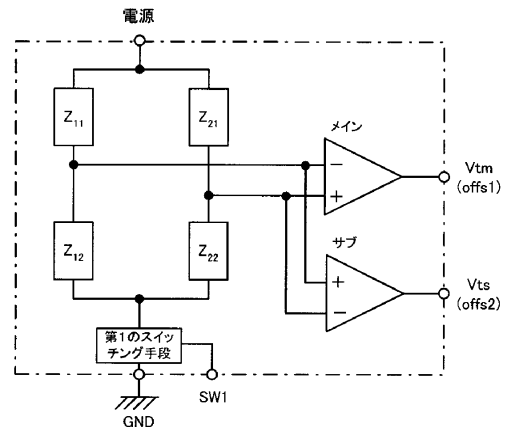 電源
Z11
Z21
メイン
−
+
Vtm
(offs1)
Z12
Z22
サブ
+
−
Vts
(offs2)
第1のスイッ
チング手段
SW1
GND